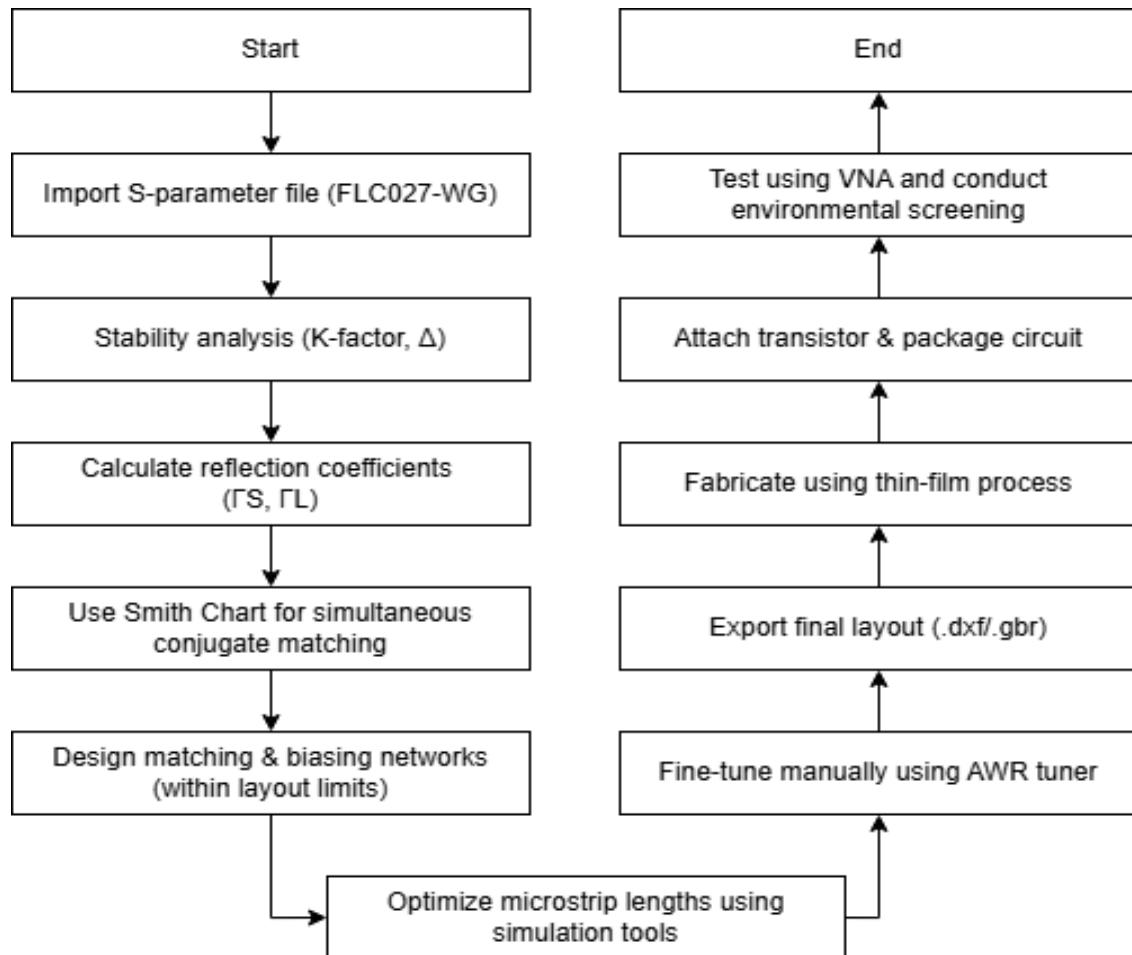 Start
Import S-parameter file (FLC027-WG)
Stability analysis (K-factor, Δ)
Calculate reflection coefficients
(ΓS, ΓL)
Use Smith Chart for simultaneous
conjugate matching
Design matching & biasing networks
(within layout limits)
Optimize microstrip lengths using
simulation tools
Fine-tune manually using AWR tuner
Export final layout (.dxf/.gbr)
Fabricate using thin-film process
Attach transistor & package circuit
Test using VNA and conduct
environmental screening
End